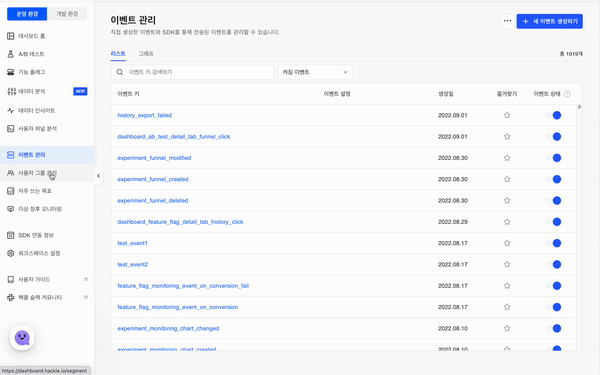 운영 환경
개발 환경
대시보드 홈
A/B 테스트
기능 플래그
데이터 분석
NEW
데이터 인사이트
사용자 퍼널 분석
이벤트 관리
사용자 그룹 관리
자주 쓰는 목표
이상 징후 모니터링
SDK 연동 정보
워크스페이스 설정
사용자 가이드
핵클 슬랙 커뮤니티
https://dashboard.hackle.io/segment
이벤트 관리
직접 생성한 이벤트와 SDK를 통해 전송된 이벤트를 관리할 수 있습니다.
+ 새 이벤트 생성하기
리스트
그래프
총 1019개
이벤트 키 검색하기
커짐 이벤트
이벤트 키
이벤트 설명
생성일
즐겨찾기
이벤트 상태 ?
history_export_failed
2022.09.01
dashboard_ab_test_detail_tab_funnel_click
2022.09.01
experiment_funnel_modified
2022.08.30
experiment_funnel_created
2022.08.30
experiment_funnel_deleted
2022.08.30
dashboard_feature_flag_detail_tab_history_click
2022.08.29
test_event1
2022.08.17
test_event2
2022.08.17
feature_flag_monitoring_event_on_conversion_fail
2022.08.17
feature_flag_monitoring_event_on_conversion
2022.08.17
experiment_monitoring_chart_changed
2022.08.10
experiment_monitoring_chart_created
2022.08.10